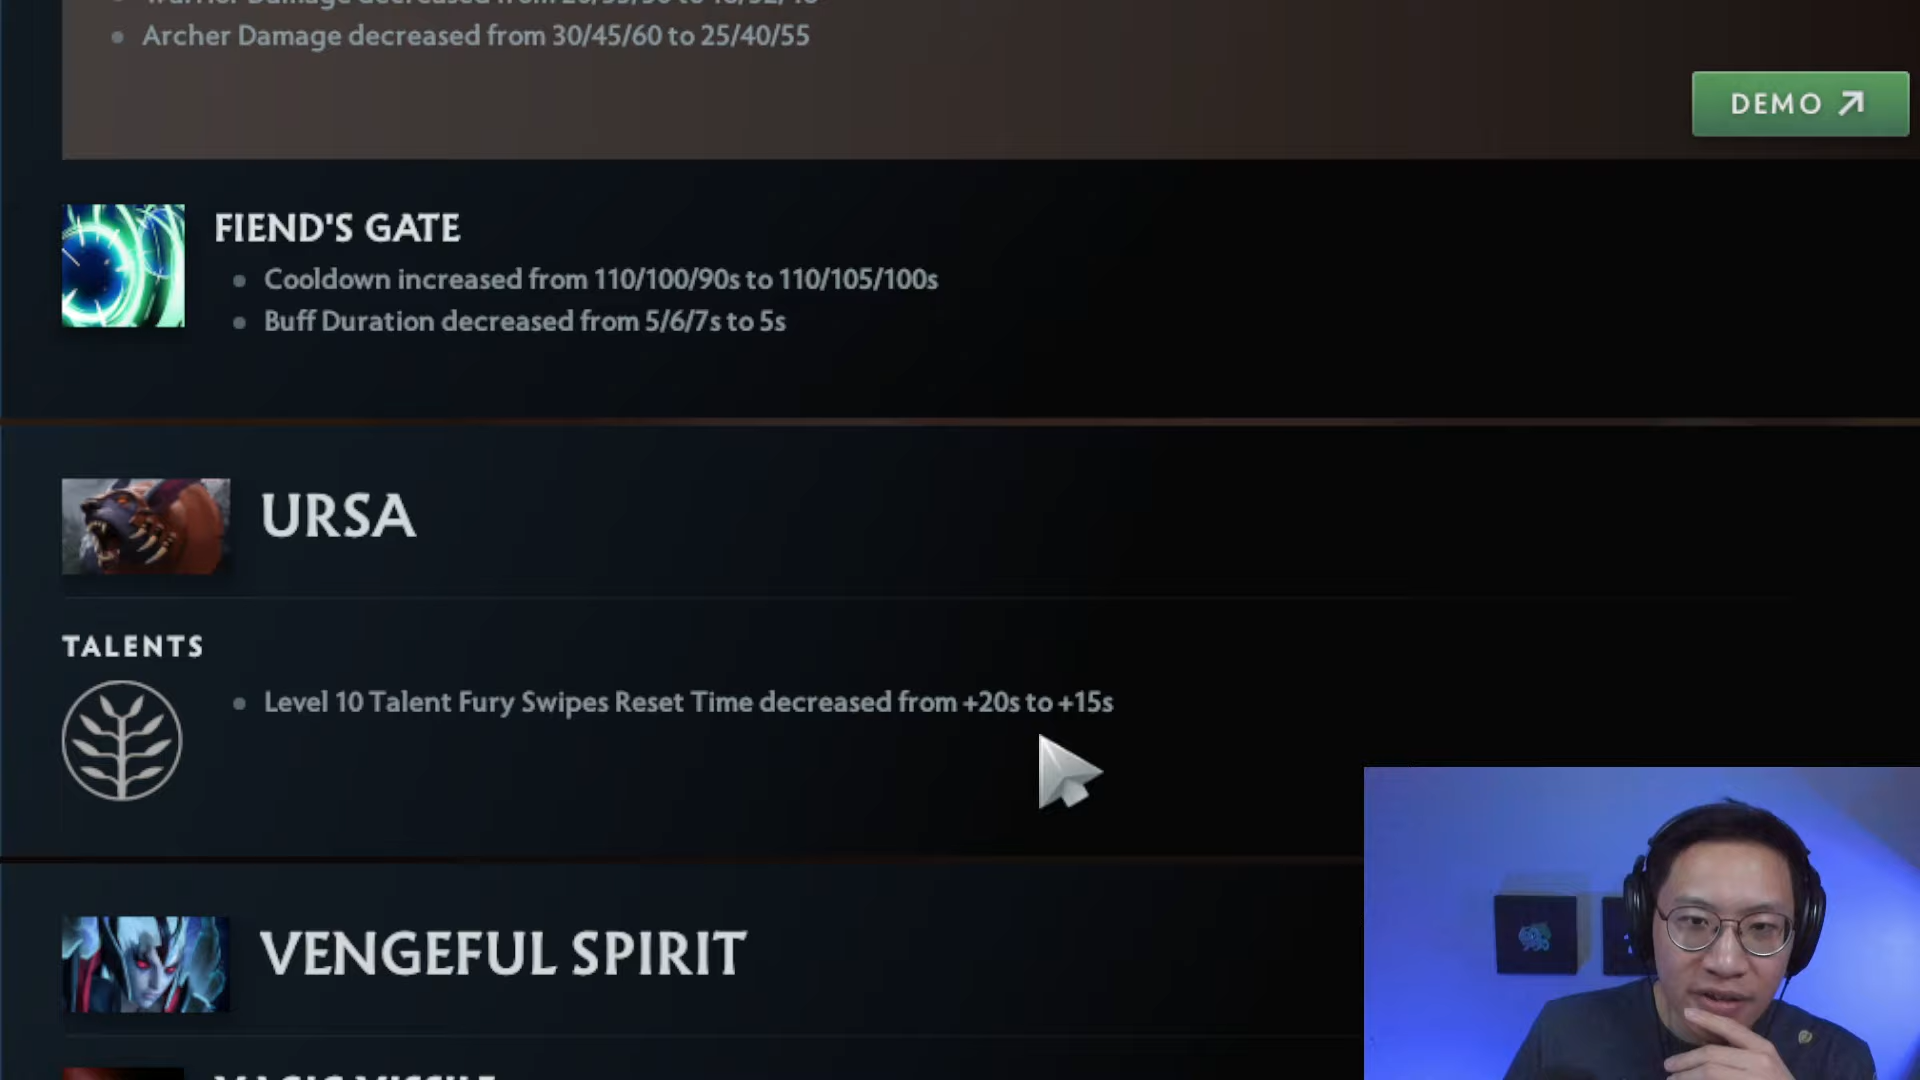 Archer Damage decreased from 30/45/60 to 25/40/55
DEMO
FIEND'S GATE
Cooldown increased from 110/100/90s to 110/105/100s
Buff Duration decreased from 5/6/7s to 5s
URSA
TALENTS
Level 10 Talent Fury Swipes Reset Time decreased from +20s to +15s
VENGEFUL SPIRIT